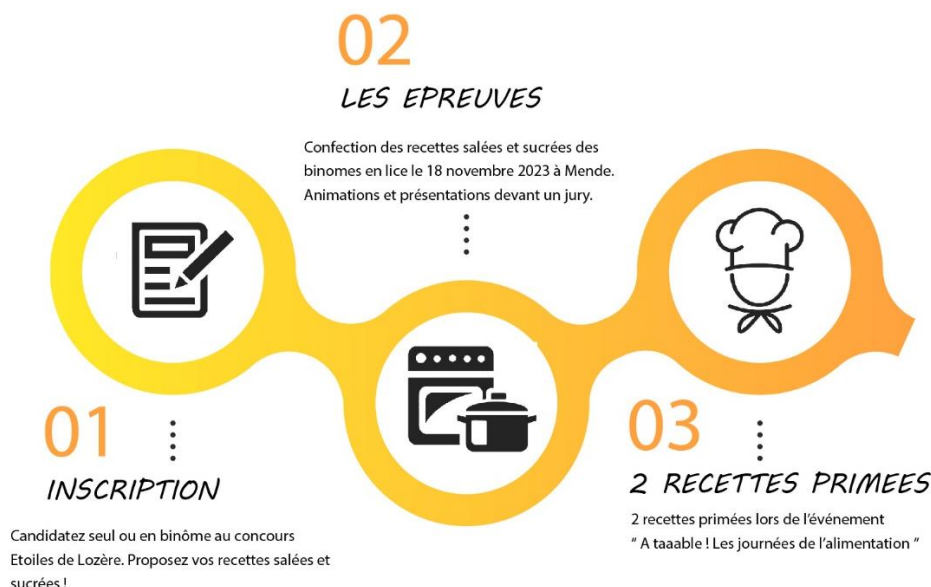 01
INSCRIPTION
Candidatez seul ou en binôme au concours
Etoiles de Lozère. Proposez vos recettes salées et
sucrées !
02
LES EPREUVES
Confection des recettes salées et sucrées des
binomes en lice le 18 novembre 2023 à Mende.
Animations et présentations devant un jury.
03
2 RECETTES PRIMEES
2 recettes primées lors de l’événement
" A taaable ! Les journées de l’alimentation "